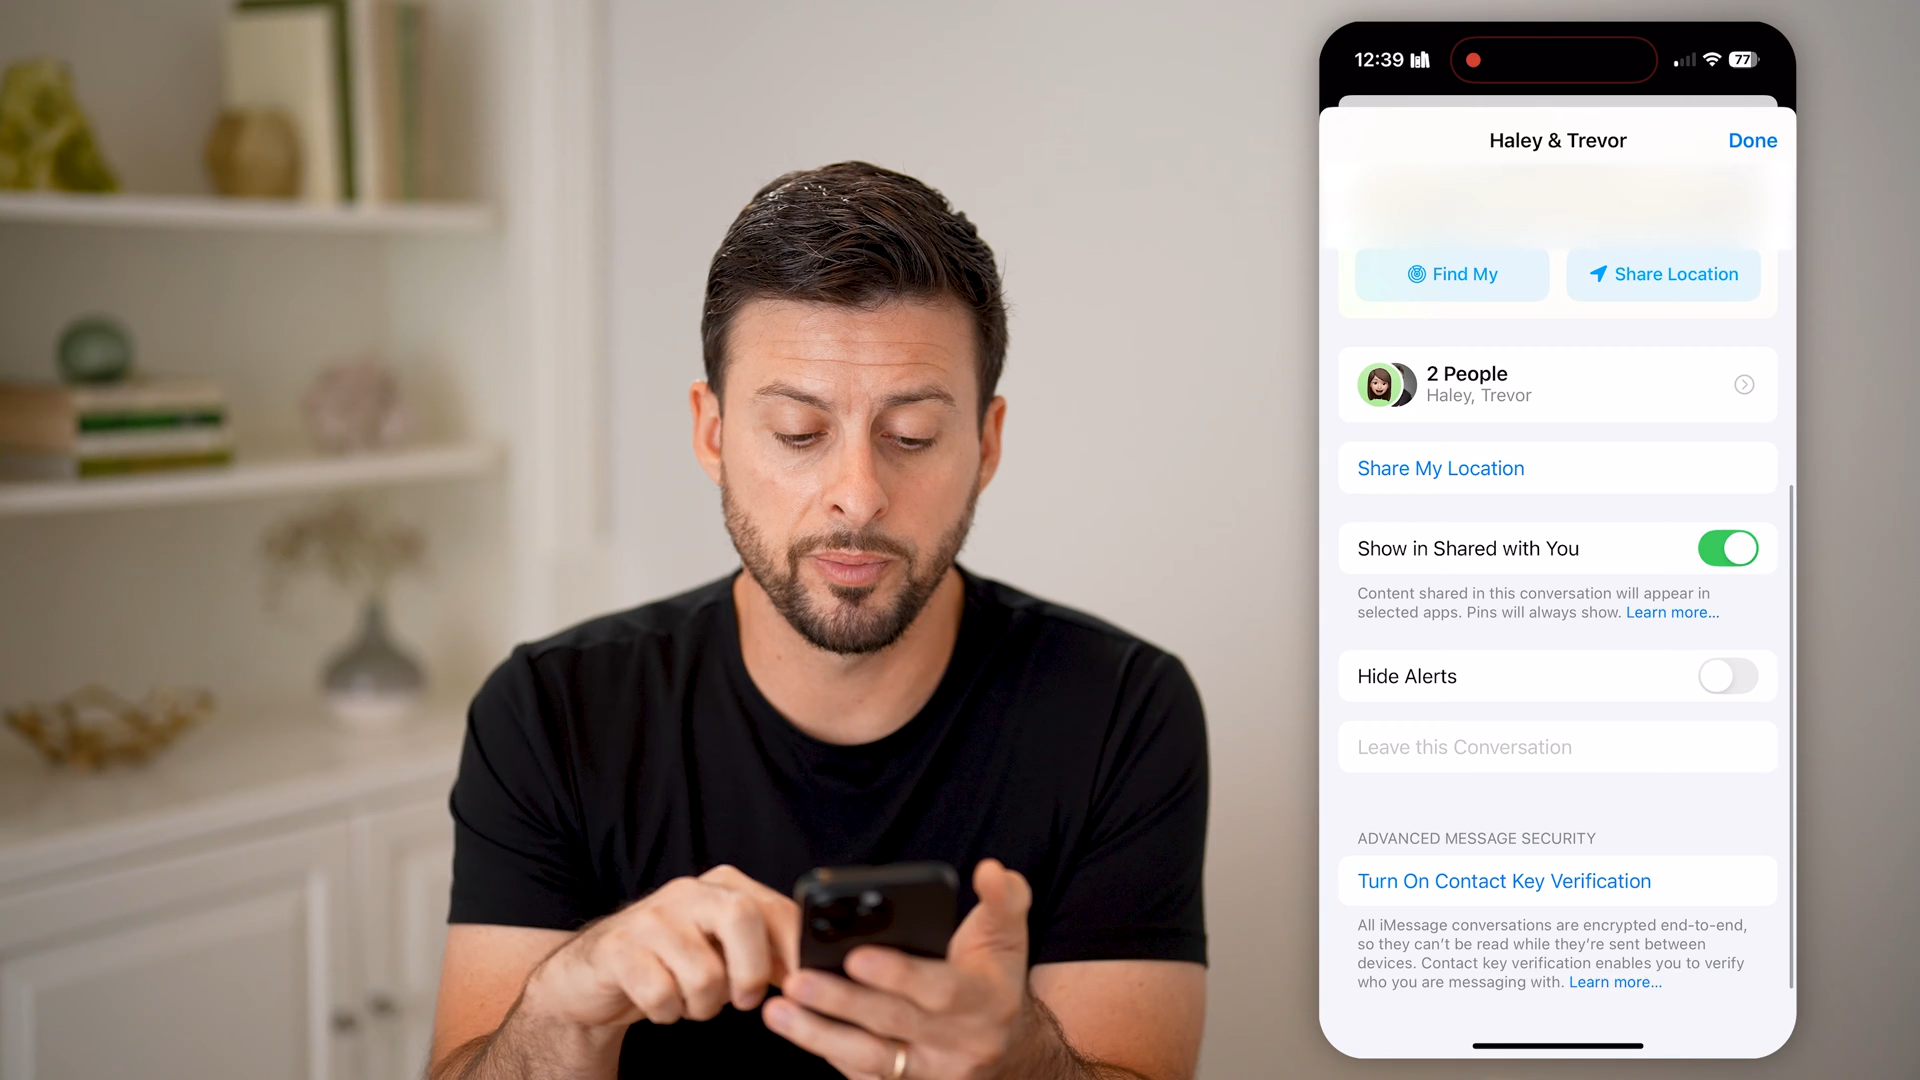 12:39
77
Haley & Trevor
Done
Find My
Share Location
2 People
Haley, Trevor
Share My Location
Show in Shared with You
Content shared in this conversation will appear in
selected apps. Pins will always show. Learn more...
Hide Alerts
Leave this Conversation
ADVANCED MESSAGE SECURITY
Turn On Contact Key Verification
All iMessage conversations are encrypted end-to-end,
so they can't be read while they're sent between
devices. Contact key verification enables you to verify
who you are messaging with. Learn more...